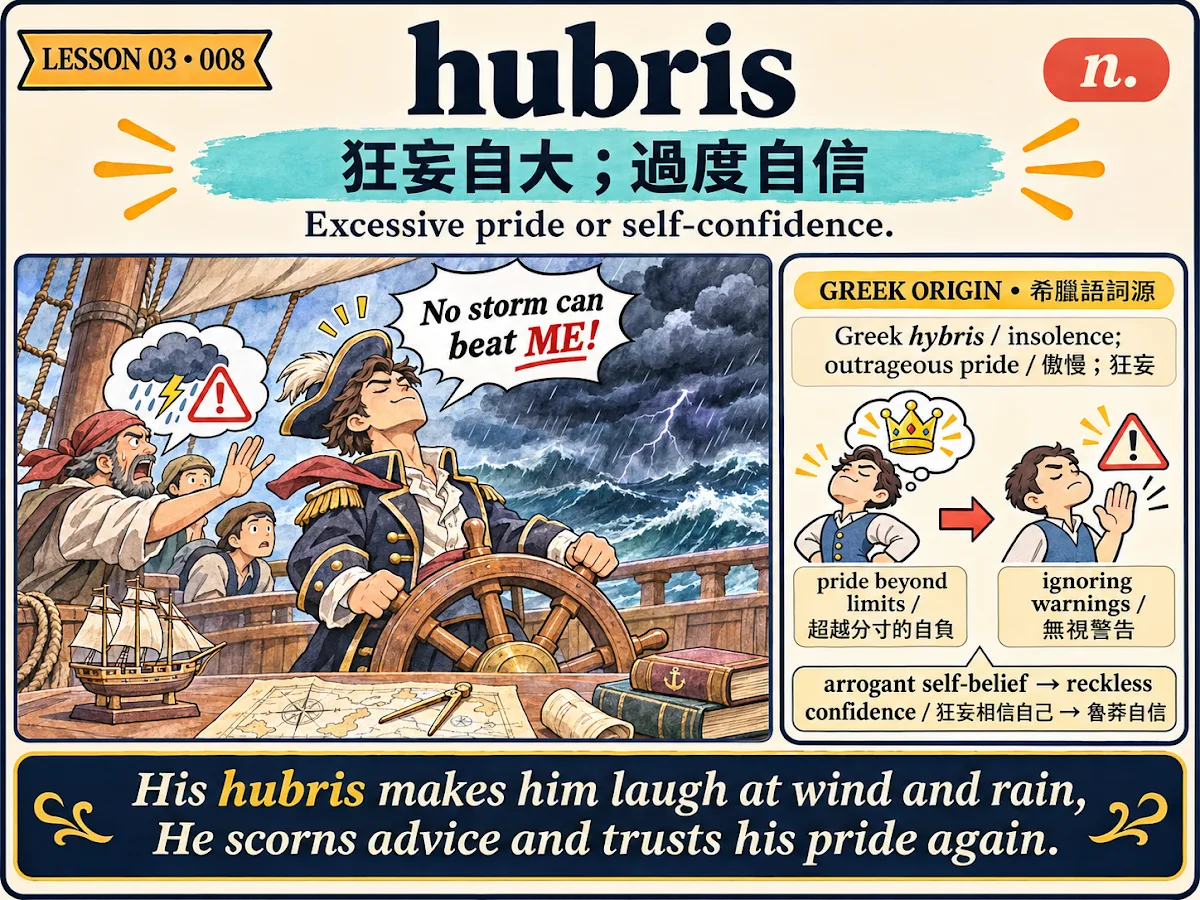 LESSON 03 • 008
hubris
n.
狂妄自大；過度自信
Excessive pride or self-confidence.
No storm can
beat ME!
GREEK ORIGIN • 希臘語詞源
Greek hybris / insolence;
outrageous pride / 傲慢；狂妄
pride beyond
limits /
超越分寸的自負
ignoring
warnings /
無視警告
arrogant self-belief → reckless
confidence / 狂妄相信自己 → 魯莽自信
His hubris makes him laugh at wind and rain,
He scorns advice and trusts his pride again.